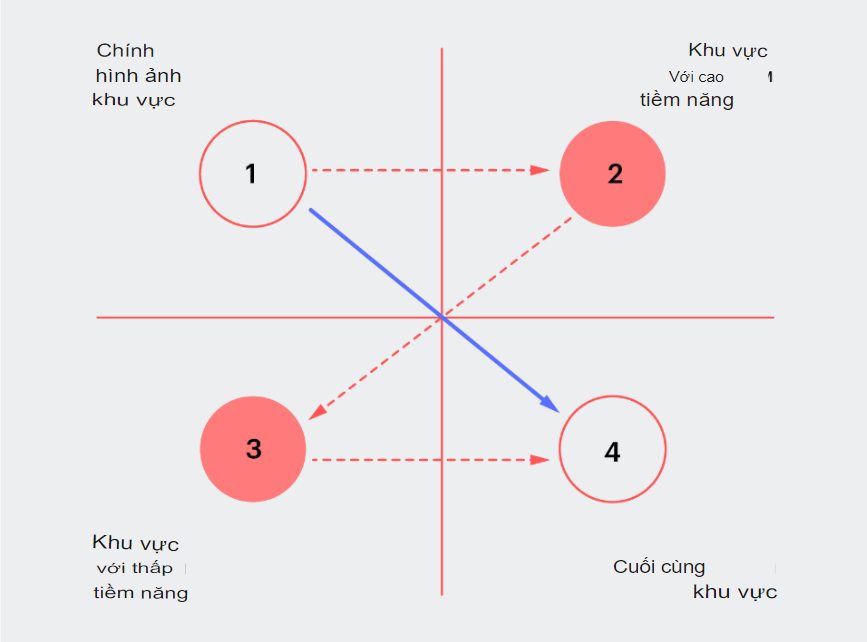 Chính
hình ảnh
khu vực
Khu vực
Với cao
tiềm năng
1
2
3
4
Khu vực
với thấp
tiềm năng
Cuối cùng
khu vực